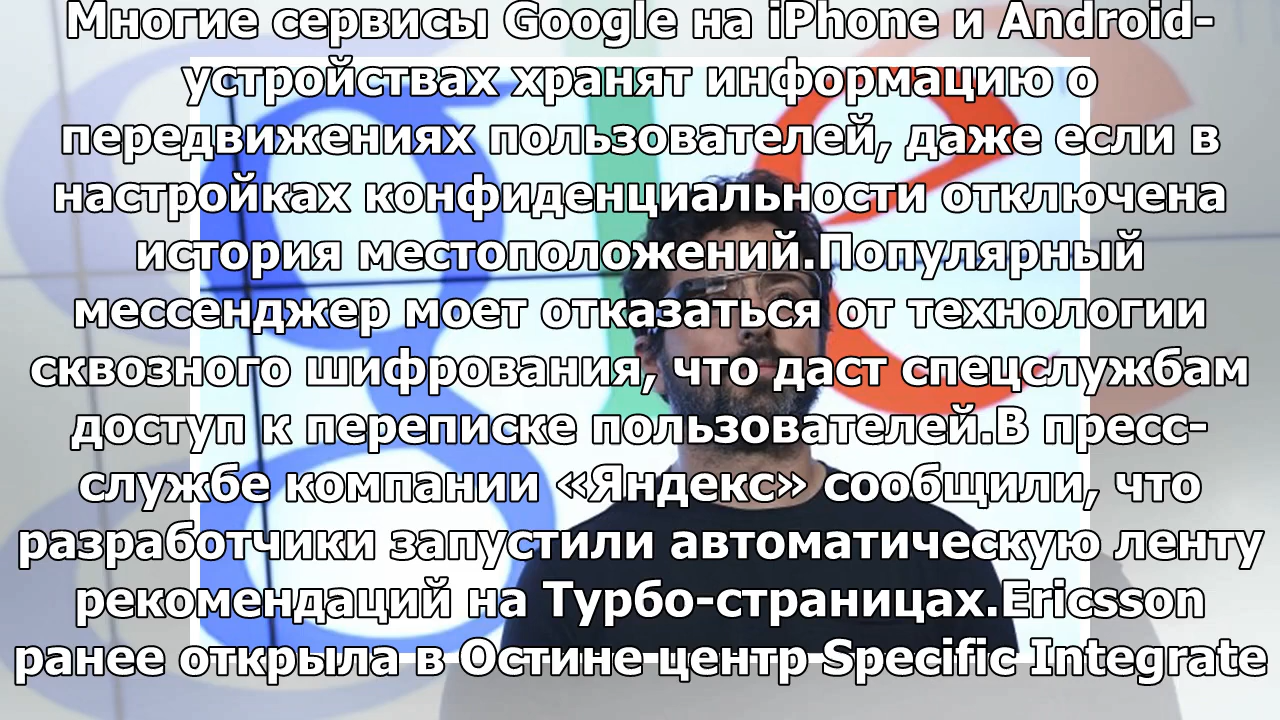 Многие сервисы Google на iPhone и Android-
устройствах хранят информацию о
передвижениях пользователей, даже если в
настройках конфиденциальности отключена
история местоположений.Популярный
мессенджер моет отказаться от технологии
сквозного шифрования, что даст спецслужбам
доступ к переписке пользователей.В пресс-
службе компании «Яндекс» сообщили, что
разработчики запустили автоматическую ленту
рекомендаций на Турбо-страницах.Ericsson
ранее открыла в Остине центр Specific Integrate